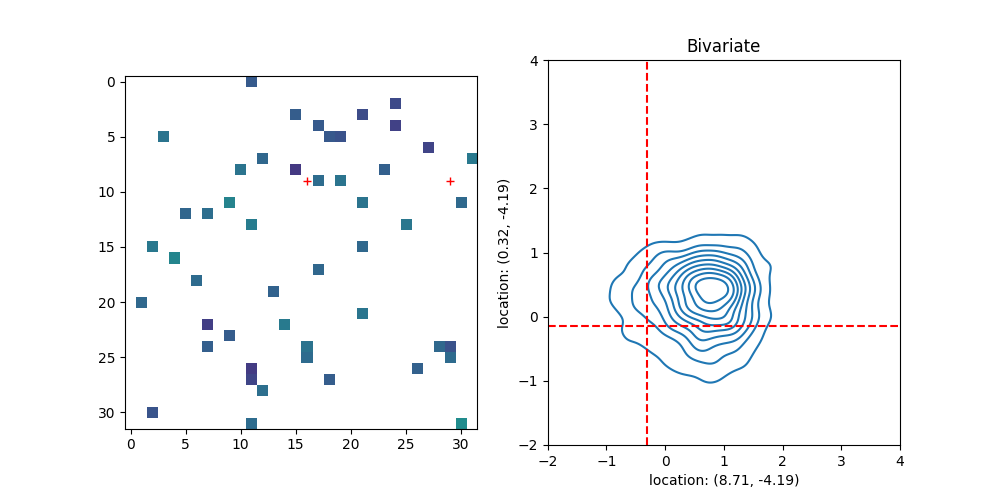 Bivariate
0
5
10
15
20
25
30
0 5 10 15 20 25 30
location: (0.32, -4.19)
4
3
2
1
0
−1
−2
−2 −1 0 1 2 3 4
location: (8.71, -4.19)